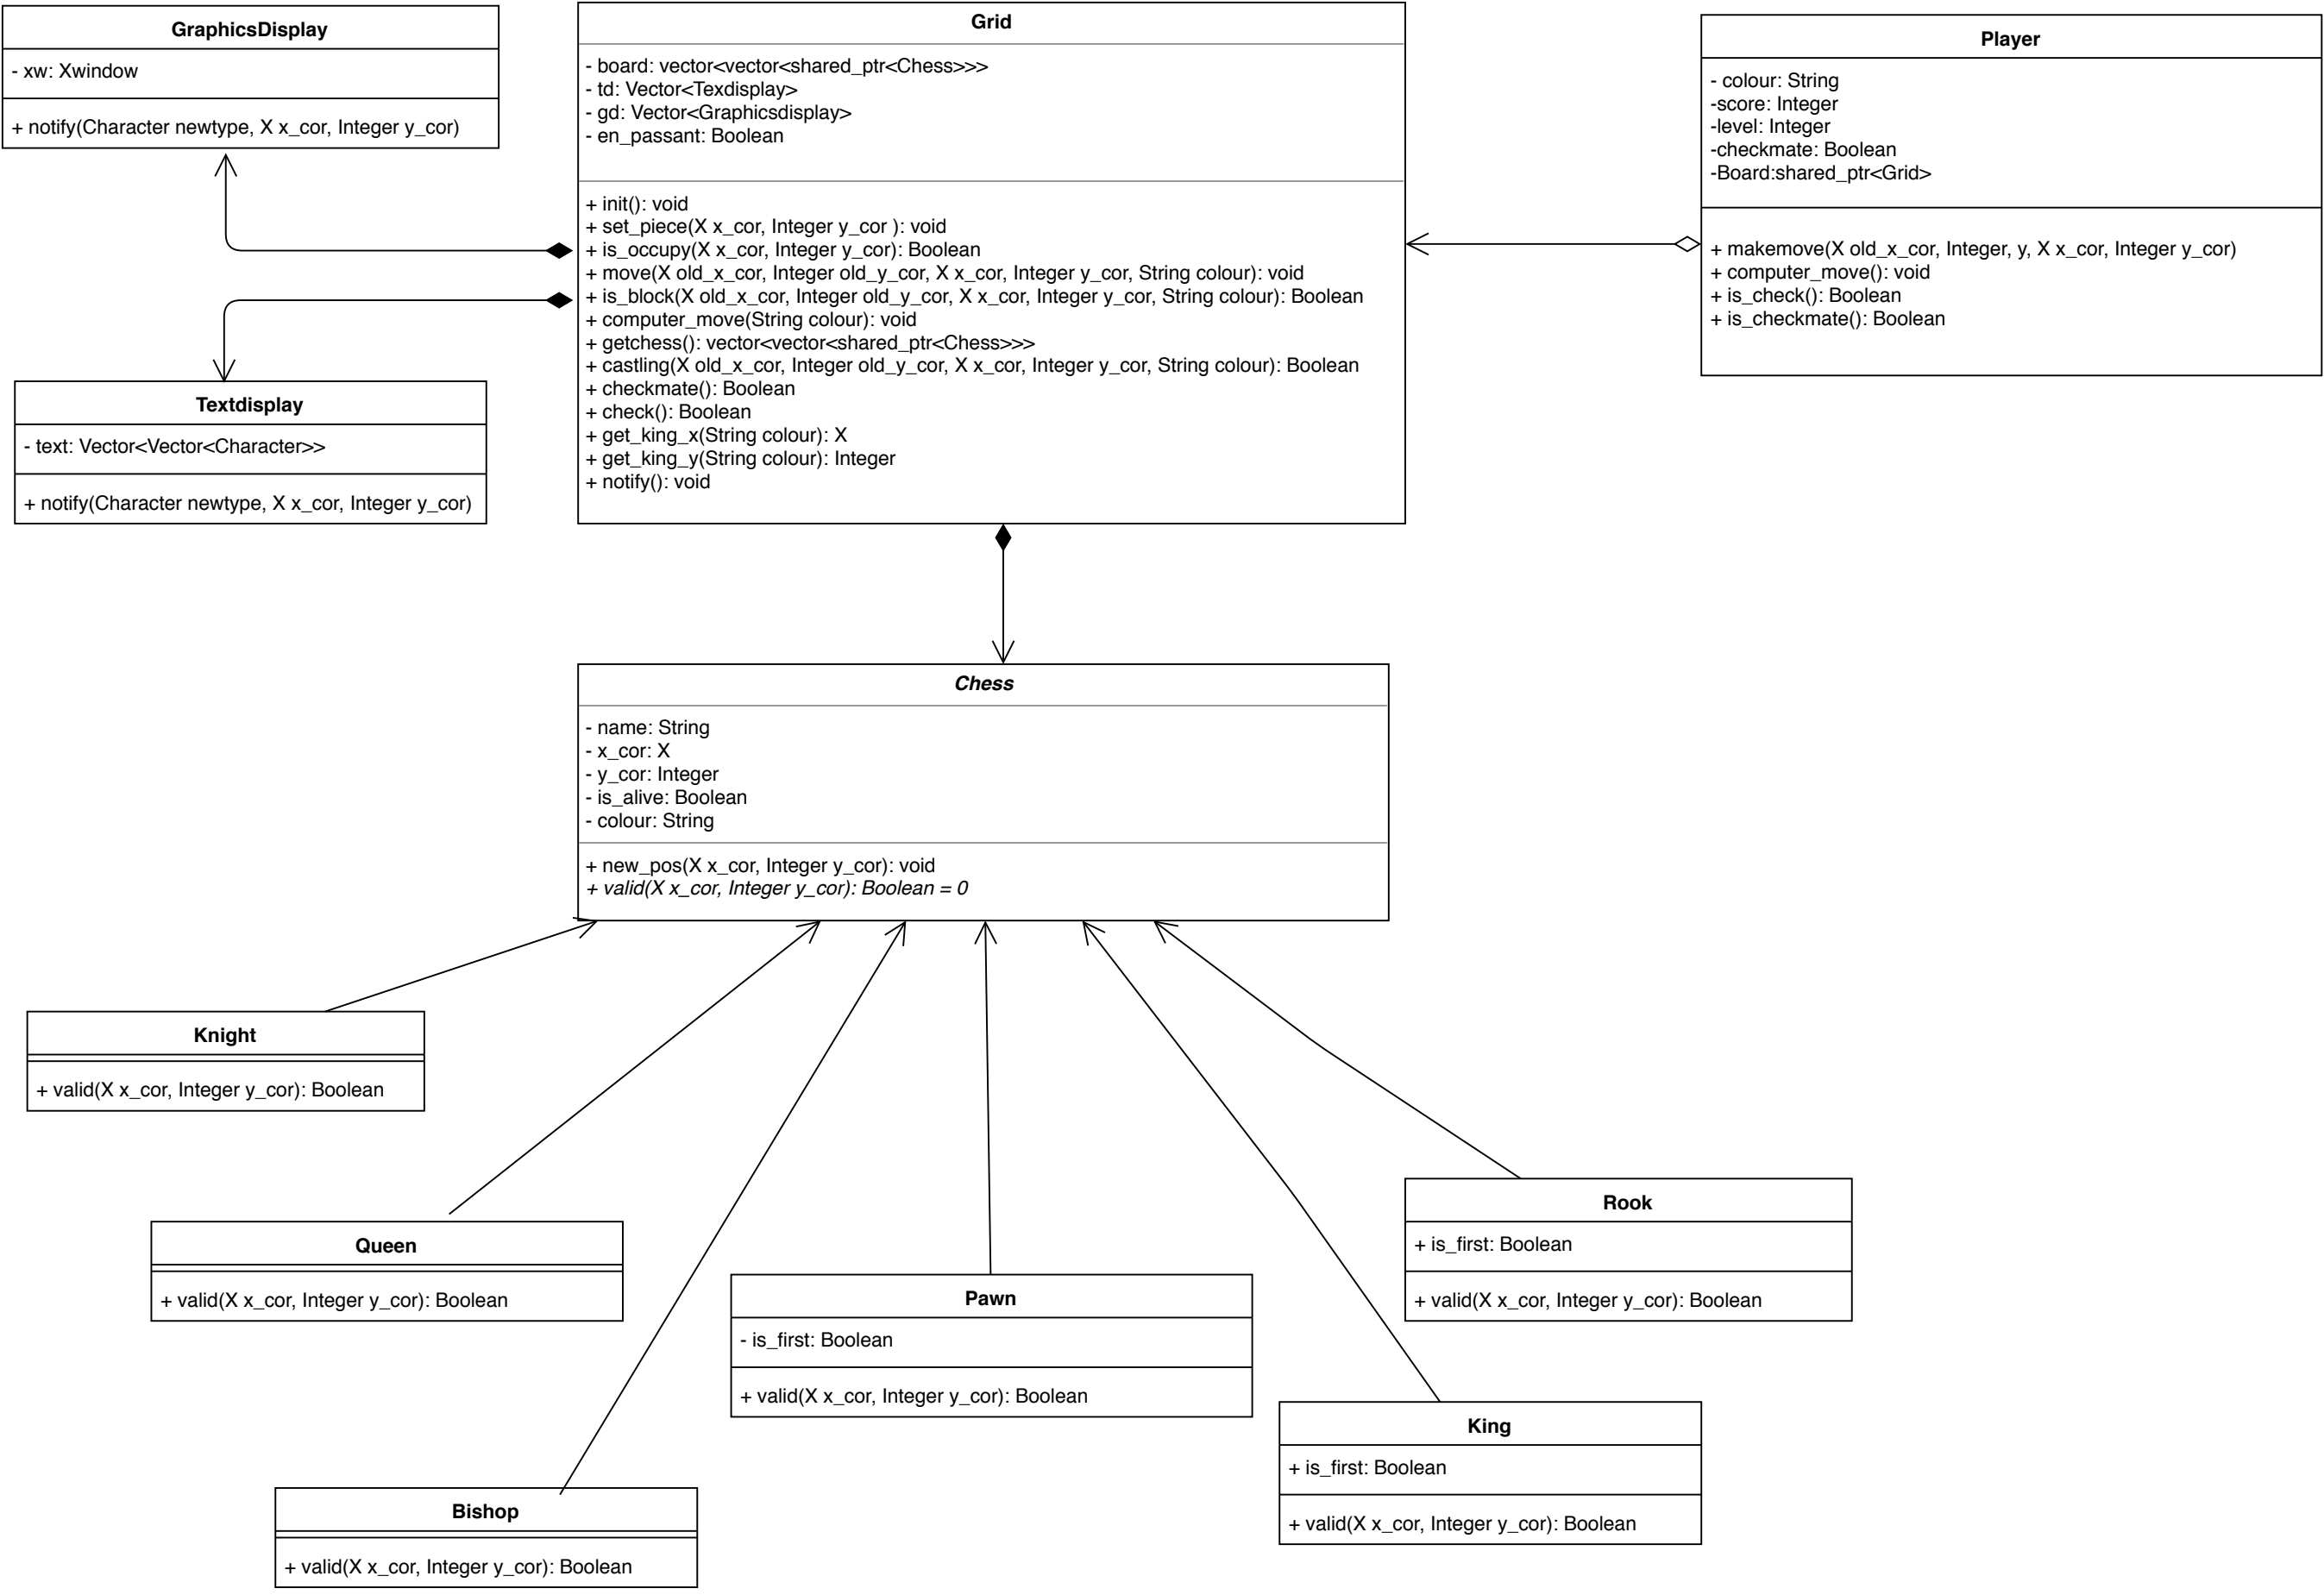 GraphicsDisplay
- xw: Xwindow
+ notify(Character newtype, X x_cor, Integer y_cor)
Textdisplay
- text: Vector<Vector<Character>>
+ notify(Character newtype, X x_cor, Integer y_cor)
Grid
- board: vector<vector<shared_ptr<Chess>>>
- td: Vector<Texdisplay>
- gd: Vector<Graphicsdisplay>
- en_passant: Boolean
+ init(): void
+ set_piece(X x_cor, Integer y_cor ): void
+ is_occupy(X x_cor, Integer y_cor): Boolean
+ move(X old_x_cor, Integer old_y_cor, X x_cor, Integer y_cor, String colour): void
+ is_block(X old_x_cor, Integer old_y_cor, X x_cor, Integer y_cor, String colour): Boolean
+ computer_move(String colour): void
+ getchess(): vector<vector<shared_ptr<Chess>>>
+ castling(X old_x_cor, Integer old_y_cor, X x_cor, Integer y_cor, String colour): Boolean
+ checkmate(): Boolean
+ check(): Boolean
+ get_king_x(String colour): X
+ get_king_y(String colour): Integer
+ notify(): void
Player
- colour: String
-score: Integer
-level: Integer
-checkmate: Boolean
-Board:shared_ptr<Grid>
+ makemove(X old_x_cor, Integer, y, X x_cor, Integer y_cor)
+ computer_move(): void
+ is_check(): Boolean
+ is_checkmate(): Boolean
Chess
- name: String
- x_cor: X
- y_cor: Integer
- is_alive: Boolean
- colour: String
+ new_pos(X x_cor, Integer y_cor): void
+ valid(X x_cor, Integer y_cor): Boolean = 0
Knight
+ valid(X x_cor, Integer y_cor): Boolean
Queen
+ valid(X x_cor, Integer y_cor): Boolean
Bishop
+ valid(X x_cor, Integer y_cor): Boolean
Pawn
- is_first: Boolean
+ valid(X x_cor, Integer y_cor): Boolean
King
+ is_first: Boolean
+ valid(X x_cor, Integer y_cor): Boolean
Rook
+ is_first: Boolean
+ valid(X x_cor, Integer y_cor): Boolean